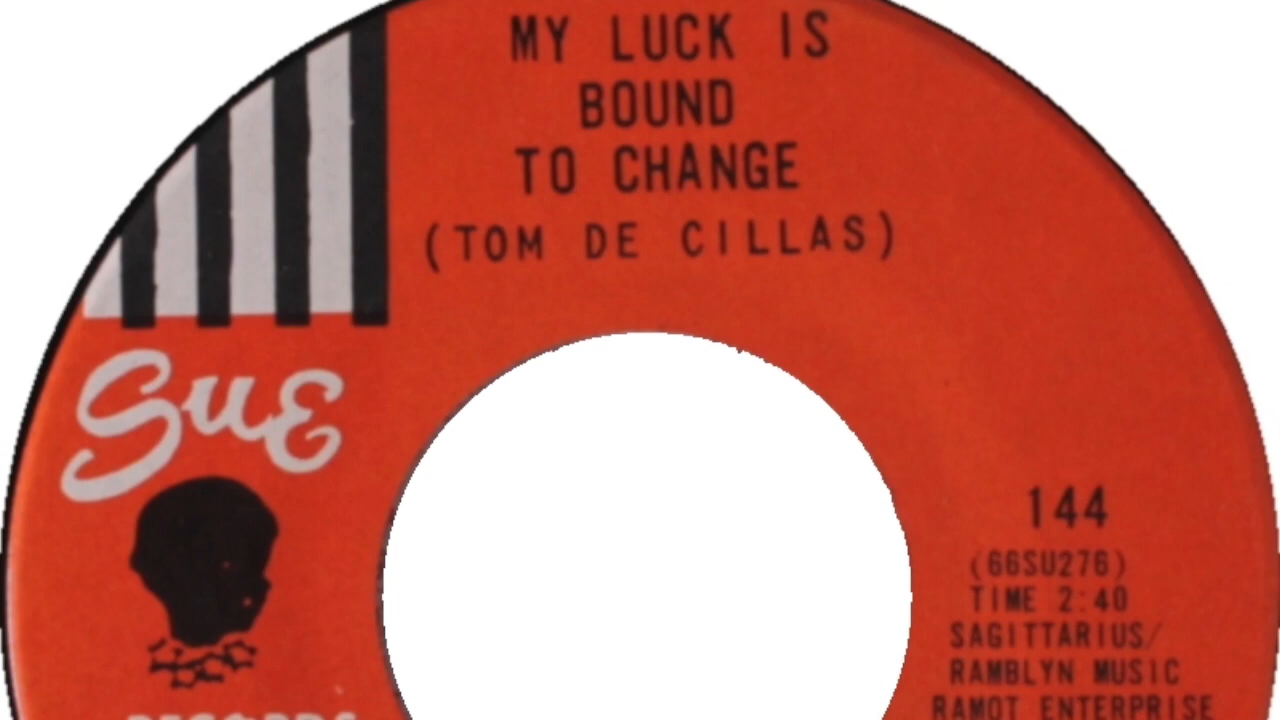 MY LUCK IS
BOUND
TO CHANGE
(TOM DE CILLAS)
Sue
RECORDS
144
(66SU276)
TIME 2:40
SAGITTARIUS/
RAMBLYN MUSIC
RAMOT ENTERPRISE